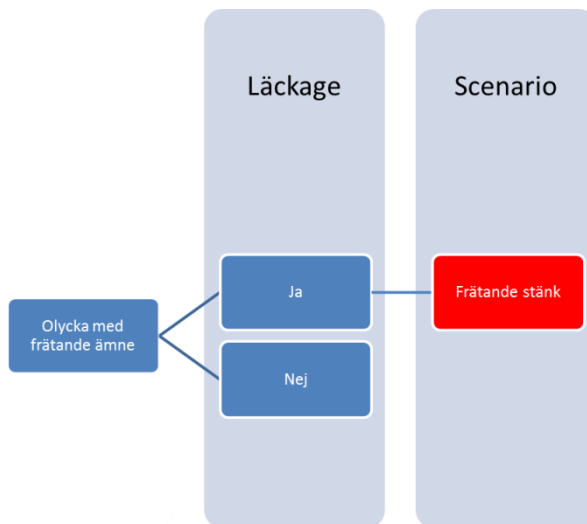 Läckage
Scenario
Olycka med
frätande ämne
Ja
Frätande stänk
Nej